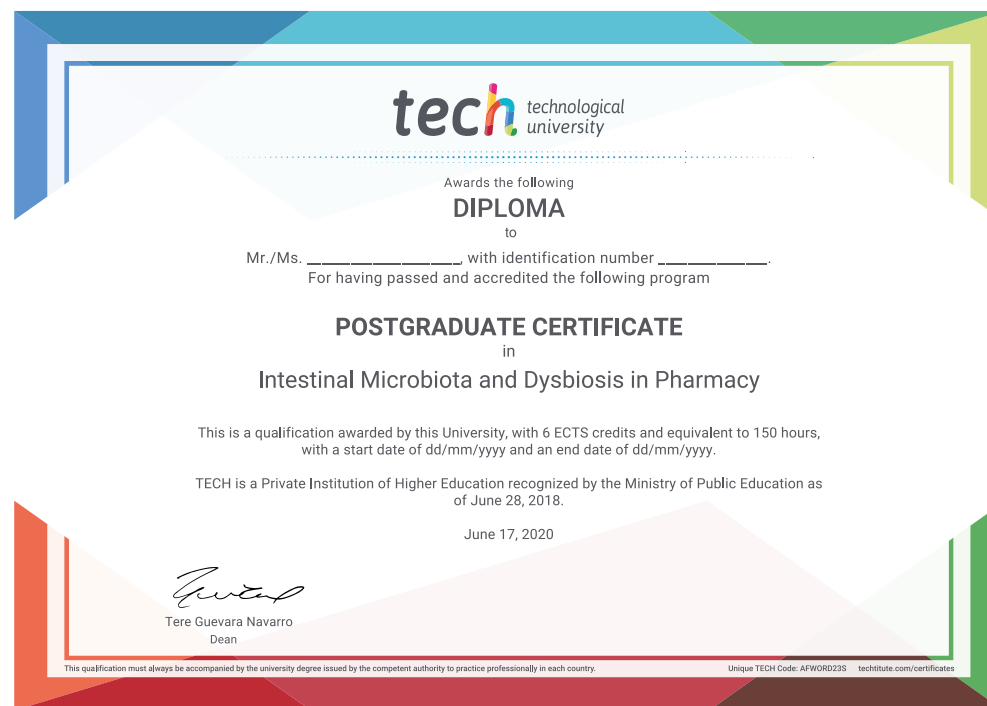 tech technological
university
Awards the following
DIPLOMA
to
Mr./Ms. ____________________, with identification number ______________.
For having passed and accredited the following program
POSTGRADUATE CERTIFICATE
in
Intestinal Microbiota and Dysbiosis in Pharmacy
This is a qualification awarded by this University, with 6 ECTS credits and equivalent to 150 hours,
with a start date of dd/mm/yyyy and an end date of dd/mm/yyyy.
TECH is a Private Institution of Higher Education recognized by the Ministry of Public Education as
of June 28, 2018.
June 17, 2020
Tere Guevara Navarro
Dean
This qualification must always be accompanied by the university degree issued by the competent authority to practice professionally in each country.
Unique TECH Code: AFWORD23S techtitute.com/certificates